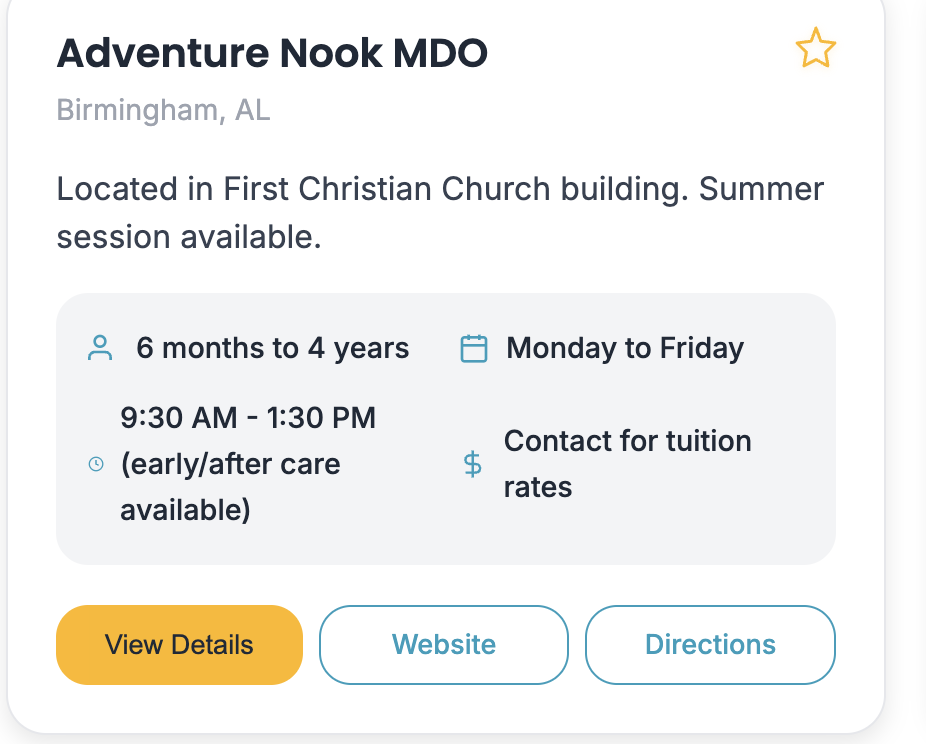 Adventure Nook MDO
Birmingham, AL
Located in First Christian Church building. Summer
session available.
6 months to 4 years
Monday to Friday
9:30 AM - 1:30 PM
(early/after care
available)
Contact for tuition
rates
View Details
Website
Directions